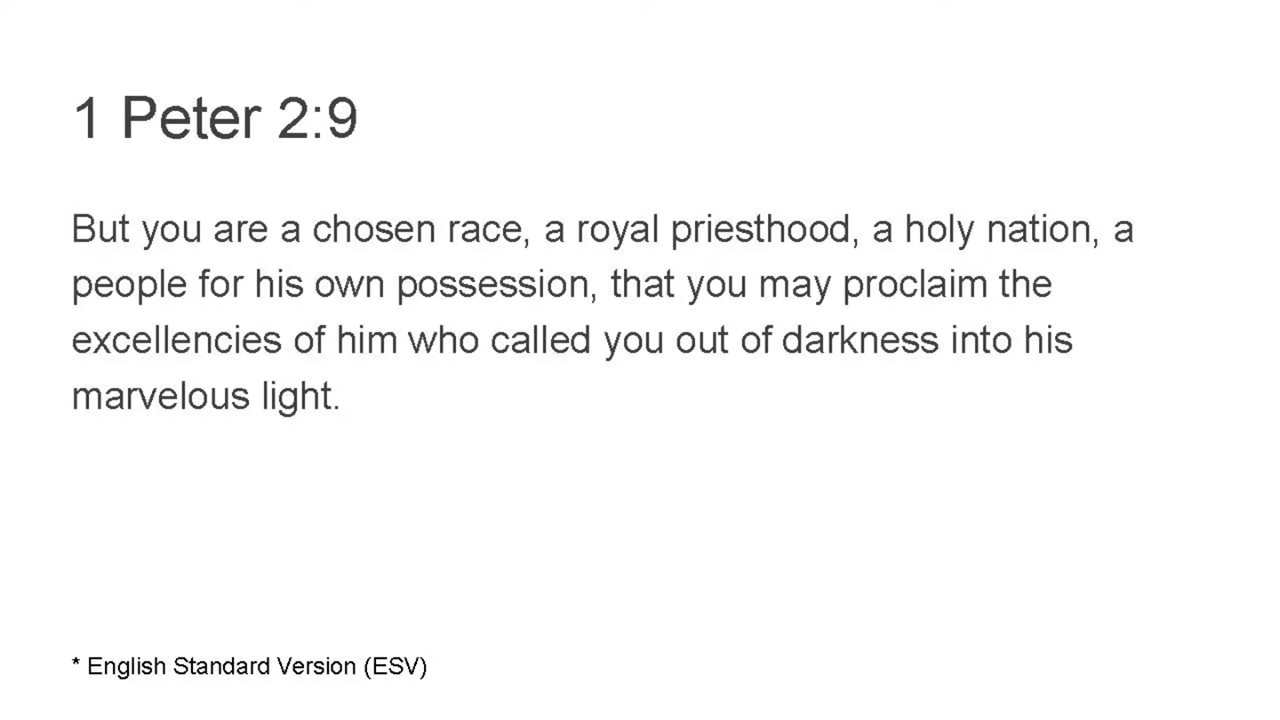 1 Peter 2:9
But you are a chosen race, a royal priesthood, a holy nation, a
people for his own possession, that you may proclaim the
excellencies of him who called you out of darkness into his
marvelous light.
* English Standard Version (ESV)